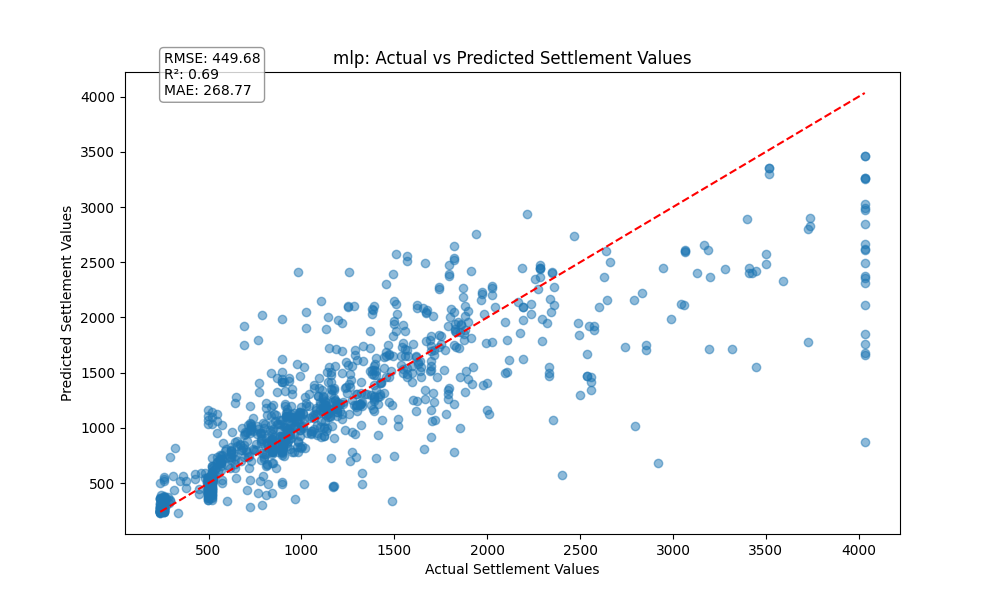 mlp: Actual vs Predicted Settlement Values
RMSE: 449.68
R²: 0.69
MAE: 268.77
Predicted Settlement Values
4000
3500
3000
2500
2000
1500
1000
500
500 1000 1500 2000 2500 3000 3500 4000
Actual Settlement Values